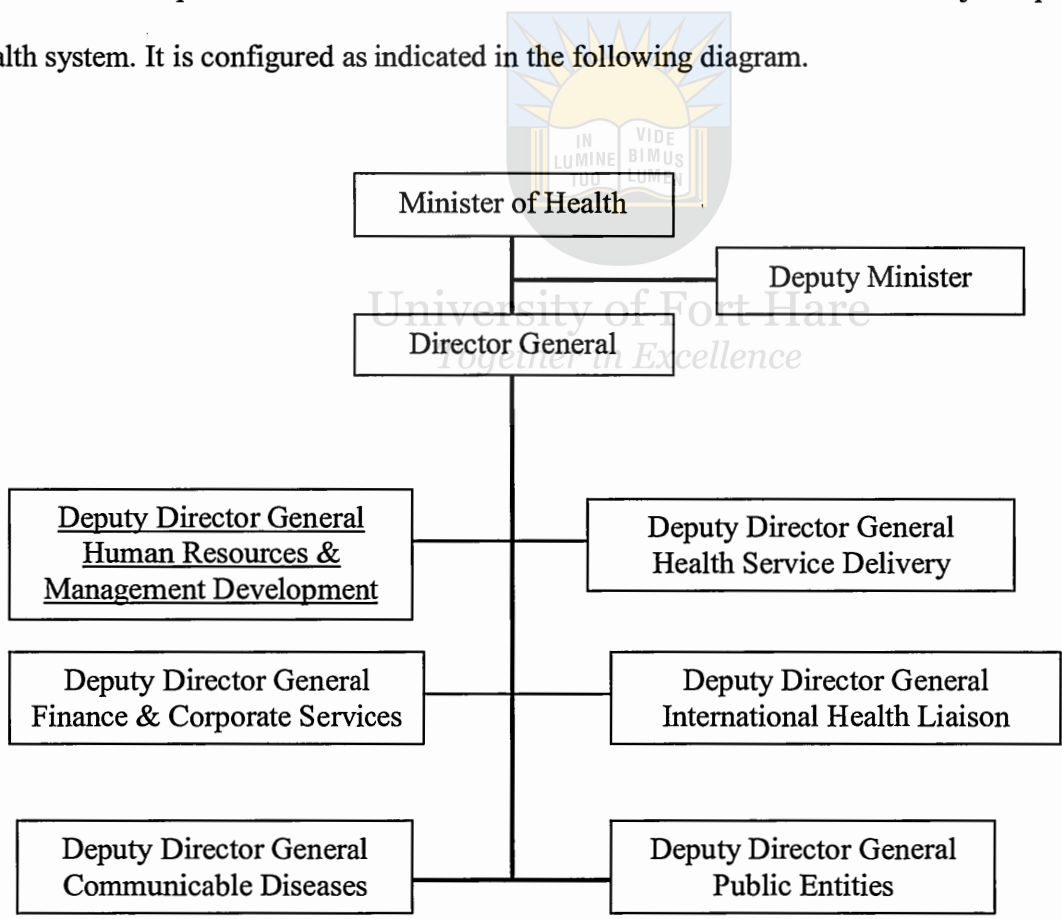 alth system. It is configured as indicated in the following diagram.
IN
LUMINE
TUO
VIDE
BIMUS
LUMEN
Minister of Health
Deputy Minister
University of Fort Hare
Together in Excellence
Director General
Deputy Director General
Human Resources &
Management Development
Deputy Director General
Health Service Delivery
Deputy Director General
Finance & Corporate Services
Deputy Director General
International Health Liaison
Deputy Director General
Communicable Diseases
Deputy Director General
Public Entities